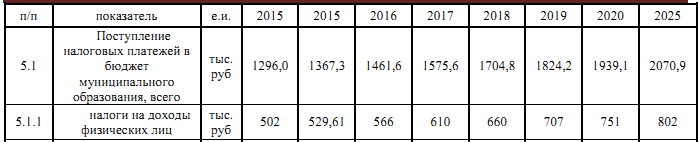 п/п показатель е.и. 2015 2015 2016 2017 2018 2019 2020 2025
5.1 Поступление налоговых платежей в бюджет муниципального образования, всего тыс. руб 1296,0 1367,3 1461,6 1575,6 1704,8 1824,2 1939,1 2070,9
5.1.1 налоги на доходы физических лиц тыс. руб 502 529,61 566 610 660 707 751 802